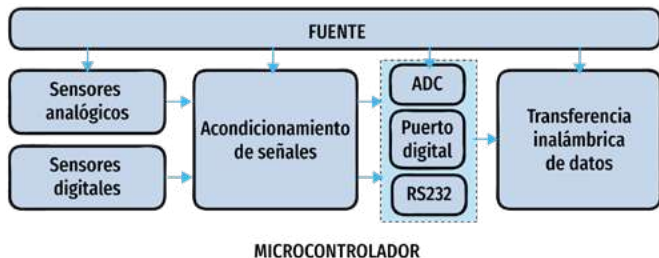 FUENTE
Sensores
analógicos
Sensores
digitales
Acondicionamiento
de señales
ADC
Puerto
digital
RS232
Transferencia
inalámbrica
de datos
MICROCONTROLADOR